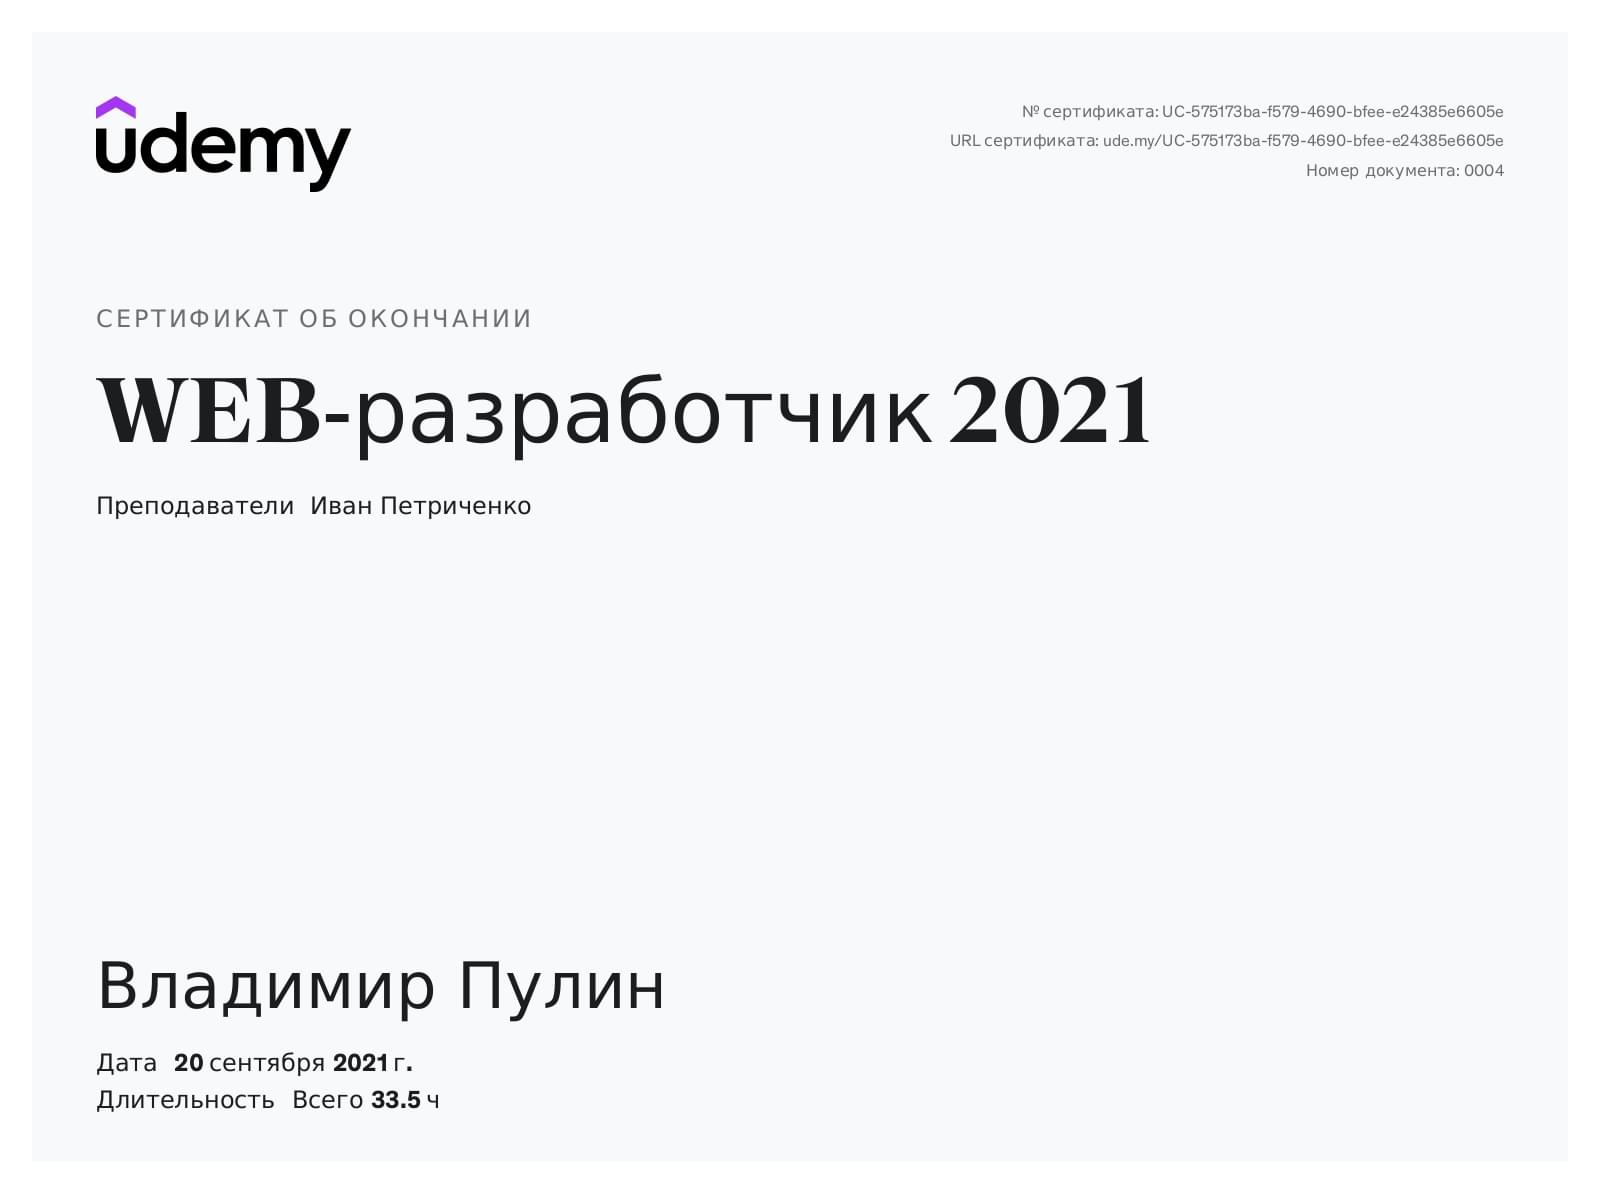 udemy
№ сертификата: UC-575173ba-f579-4690-bfee-e24385e6605e
URL сертификата: ude.my/UC-575173ba-f579-4690-bfee-e24385e6605e
Номер документа: 0004
СЕРТИФИКАТ ОБ ОКОНЧАНИИ
WEB-разработчик 2021
Преподаватели Иван Петриченко
Владимир Пулин
Дата 20 сентября 2021 г.
Длительность Всего 33.5 ч